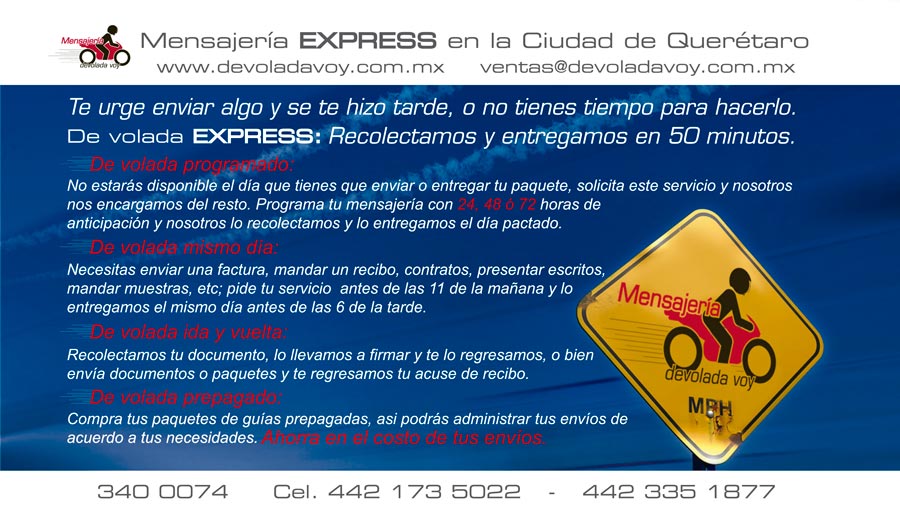 Mensajería
devolada voy
Mensajería EXPRESS en la Ciudad de Querétaro
www.devoladavoy.com.mx ventas@devoladavoy.com.mx
Te urge enviar algo y se te hizo tarde, o no tienes tiempo para hacerlo.
De volada EXPRESS: Recolectamos y entregamos en 50 minutos.
De volada programado:
No estarás disponible el día que tienes que enviar o entregar tu paquete, solicita este servicio y nosotros
nos encargamos del resto. Programa tu mensajería con 24, 48 ó 72 horas de
anticipación y nosotros lo recolectamos y lo entregamos el día pactado.
De volada mismo día:
Necesitas enviar una factura, mandar un recibo, contratos, presentar escritos,
mandar muestras, etc; pide tu servicio antes de las 11 de la mañana y lo
entregamos el mismo día antes de las 6 de la tarde.
De volada ida y vuelta:
Recolectamos tu documento, lo llevamos a firmar y te lo regresamos, o bien
envía documentos o paquetes y te regresamos tu acuse de recibo.
De volada prepagado:
Compra tus paquetes de guías prepagadas, asi podrás administrar tus envíos de
acuerdo a tus necesidades. Ahorra en el costo de tus envíos.
Mensajería
devolada voy
MPH
340 0074 Cel. 442 173 5022 - 442 335 1877